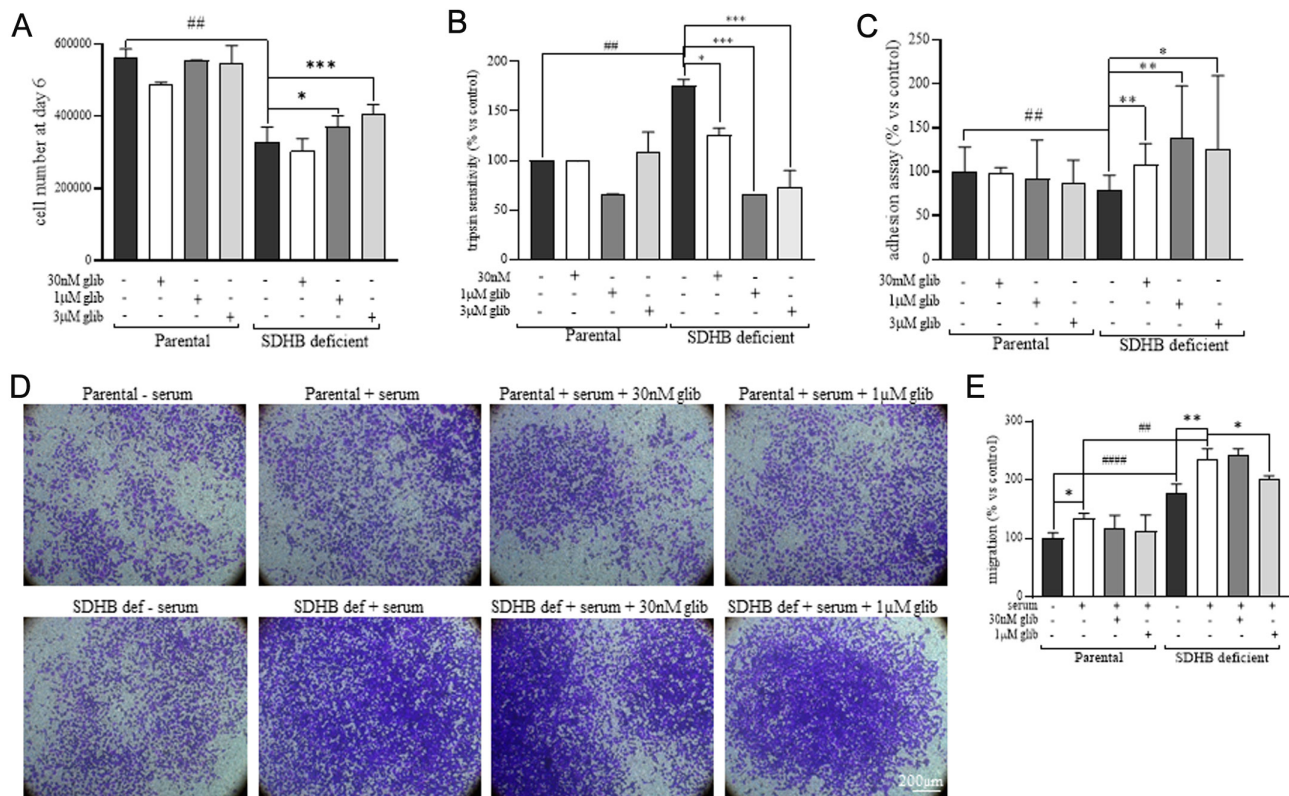 A
##
600000
***
400000
*
200000
0
cell number at day 6
30nM glib - + - - - + - -
1µM glib - - + - - - + -
3µM glib - - - + - - - +
Parental SDHB deficient
B
***
##
***
200
*
150
100
50
0
tripsin sensitivity (% vs control)
30nM - + - - - + - -
1µM glib - - + - - - + -
3µM glib - - - + - - - +
Parental SDHB deficient
C
250
*
200
**
**
150
##
100
50
0
adhesion assay (% vs control)
30mM glib - + - - - + - -
1µM glib - - + - - - + -
3µM glib - - - + - - - +
Parental SDHB deficient
D
Parental - serum Parental + serum Parental + serum + 30nM glib Parental + serum + 1µM glib
SDHB def - serum SDHB def + serum SDHB def + serum + 30nM glib SDHB def + serum + 1µM glib
200µm
E
300
** *
##
####
200
*
100
0
migration (% vs control)
serum - + + + - + + +
30nM glib - - + - - - + -
1µM glib - - - + - - - +
Parental SDHB deficient